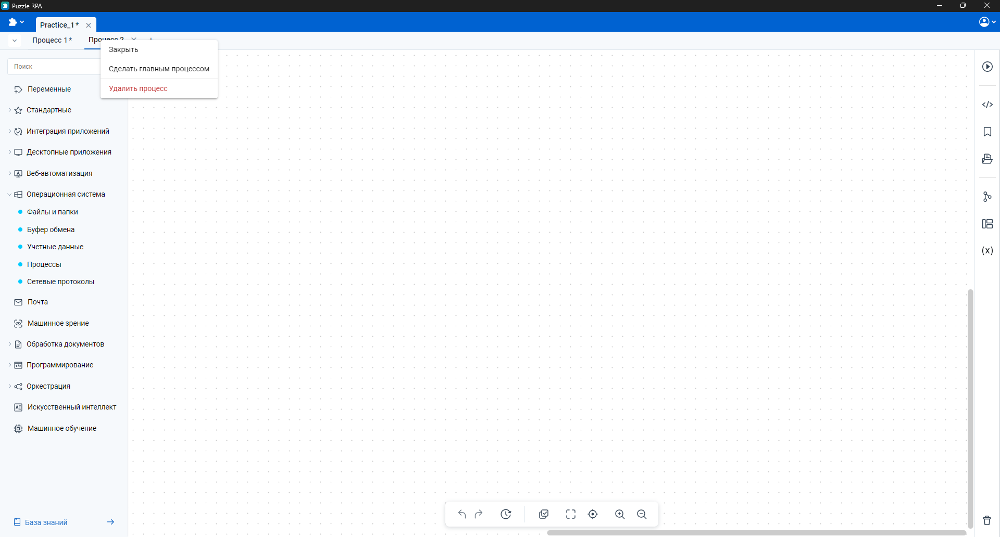 Puzzle RPA
Practice_1*
Процесс 1*
Процесс 2
Закрыть
Сделать главным процессом
Удалить процесс
Поиск
Переменные
Стандартные
Интеграция приложений
Десктопные приложения
Веб-автоматизация
Операционная система
Файлы и папки
Буфер обмена
Учетные данные
Процессы
Сетевые протоколы
Почта
Машинное зрение
Обработка документов
Программирование
Оркестрация
AI Искусственный интеллект
Машинное обучение
База знаний
(x)